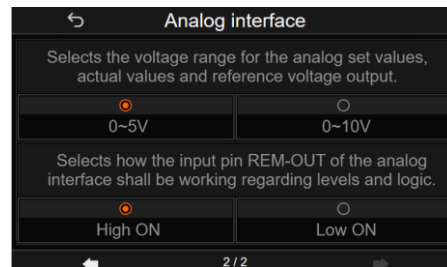 Analog interface
Selects the voltage range for the analog set values,
actual values and reference voltage output.
0~5V
0~10V
Selects how the input pin REM-OUT of the analog
interface shall be working regarding levels and logic.
High ON
Low ON
2 / 2